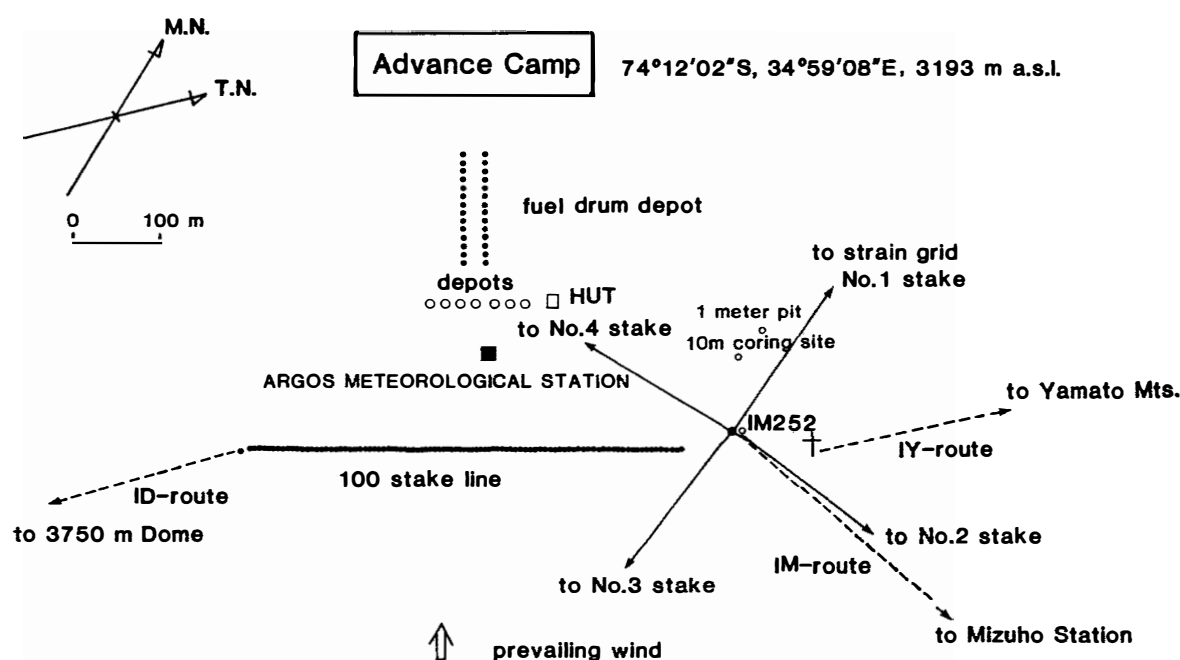 M.N.
T.N.
Advance Camp
74°12′02″S, 34°59′08″E, 3193 m a.s.l.
0 100 m
fuel drum depot
depots
HUT
to strain grid
No.1 stake
1 meter pit
10m coring site
to No.4 stake
ARGOS METEOROLOGICAL STATION
to Yamato Mts.
IM252
IY-route
100 stake line
ID-route
to 3750 m Dome
to No.2 stake
IM-route
to No.3 stake
to Mizuho Station
prevailing wind